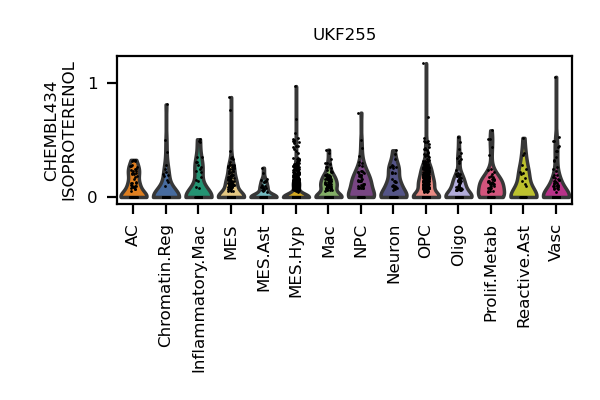 UKF255
CHEMBL434
ISOPROTERENOL
1
0
AC
Chromatin.Reg
Inflammatory.Mac
MES
MES.Ast
MES.Hyp
Mac
NPC
Neuron
OPC
Oligo
Prolif.Metab
Reactive.Ast
Vasc